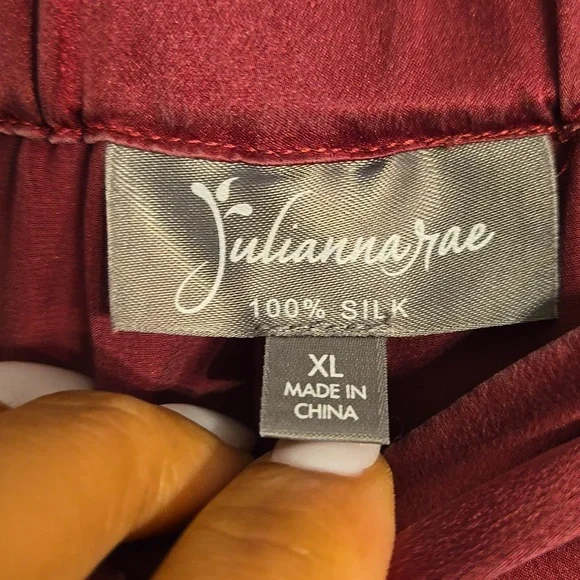 Juliannarae
100% SILK
XL
MADE IN
CHINA